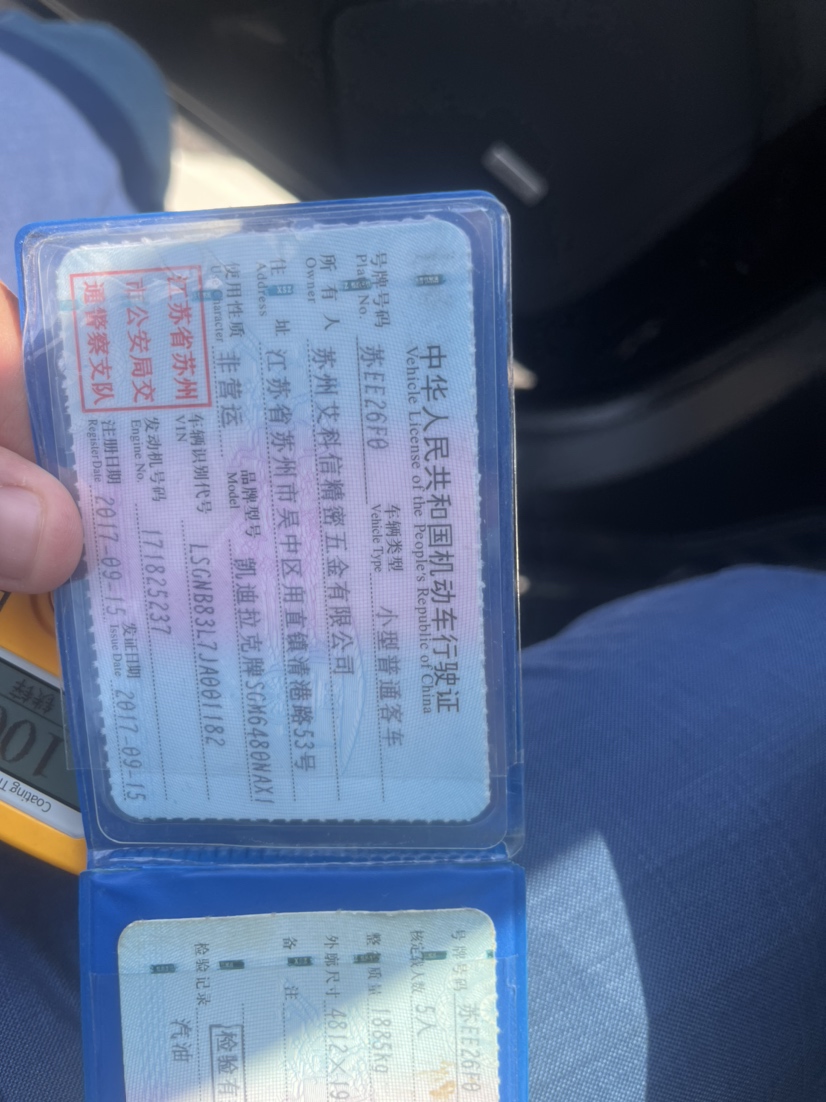 中华人民共和国机动车行驶证
Vehicle License of the People's Republic of China
号牌号码 苏EE26F0 车辆类型 小型普通客车
Plate No. Vehicle Type
所有人 苏州艾科信精密五金有限公司
Owner
住址 江苏省苏州市吴中区甪直镇清港路53号
Address
使用性质 非营运 品牌型号 凯迪拉克牌SGM6480NAX1
Character Model
江苏省苏州
市公安局交
通警察支队
车辆识别代号 LSGNB83L7JA001182
VIN
发动机号码 171825237
Engine No.
注册日期 2017-09-15 发证日期 2017-09-15
Register Date Issue Date
号牌号码 苏EE26F0
核定人数 5人
整备质量 1885kg
外廓尺寸 4812×19
备注
检验有
检验记录
汽油
100
Coating